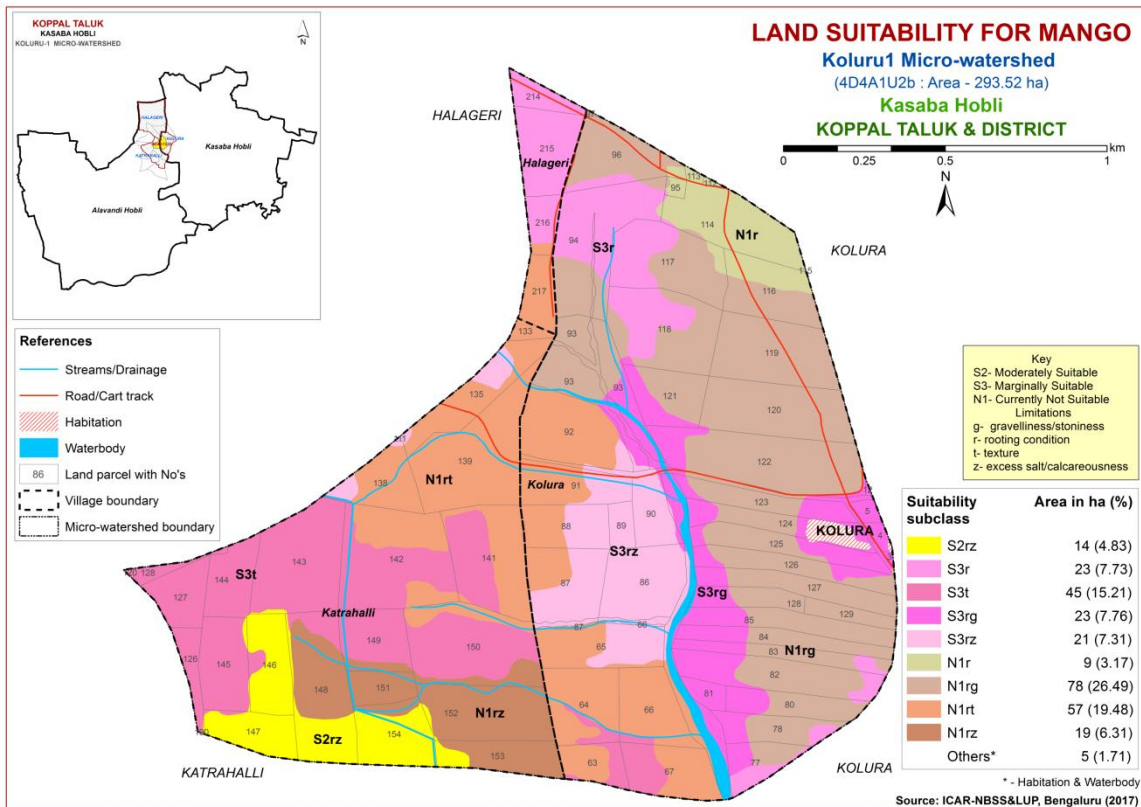 KOPPAL TALUK
KASABA HOBLI
KOLURU-1 MICRO-WATERSHED
N
HALAGERI
KATRAHALLI
Kasaba Hobli
Alavandi Hobli
LAND SUITABILITY FOR MANGO
Koluru1 Micro-watershed
(4D4A1U2b : Area - 293.52 ha)
Kasaba Hobli
KOPPAL TALUK & DISTRICT
km
0 0.25 0.5 1
N
References
Streams/Drainage
Road/Cart track
Habitation
Waterbody
86 Land parcel with No's
Village boundary
Micro-watershed boundary
HALAGERI
214
215
Halageri
216
217
96
95
113
114
N1r
KOLURA
94
S3r
117
116
118
119
133
93
93
93
121
120
135
92
122
139
N1rt
138
Kolura
91
90
123
124
KOLURA
5
4
88
89
S3rz
125
126
143
142
141
144
S3t
128
127
87
86
S3rg
127
128
129
Katrahalli
149
150
87
66
65
85
84
83
N1rg
82
126
145
146
148
151
152
N1rz
64
66
81
80
147
S2rz
154
153
78
63
67
77
KATRAHALLI
KOLURA
Key
S2- Moderately Suitable
S3- Marginally Suitable
N1- Currently Not Suitable
Limitations
g- gravelliness/stoniness
r- rooting condition
t- texture
z- excess salt/calcareousness
Suitability subclass Area in ha (%)
S2rz 14 (4.83)
S3r 23 (7.73)
S3t 45 (15.21)
S3rg 23 (7.76)
S3rz 21 (7.31)
N1r 9 (3.17)
N1rg 78 (26.49)
N1rt 57 (19.48)
N1rz 19 (6.31)
Others* 5 (1.71)
* - Habitation & Waterbody
Source: ICAR-NBSS&LUP, Bengaluru (2017)